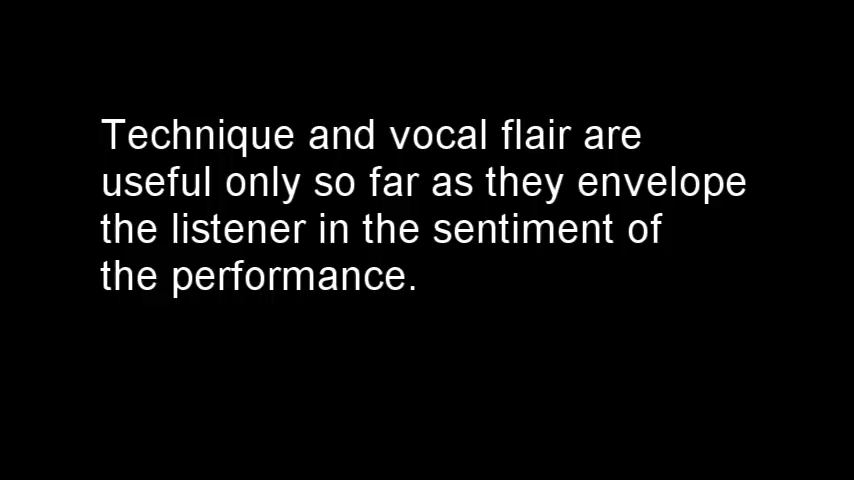 Technique and vocal flair are
useful only so far as they envelope
the listener in the sentiment of
the performance.